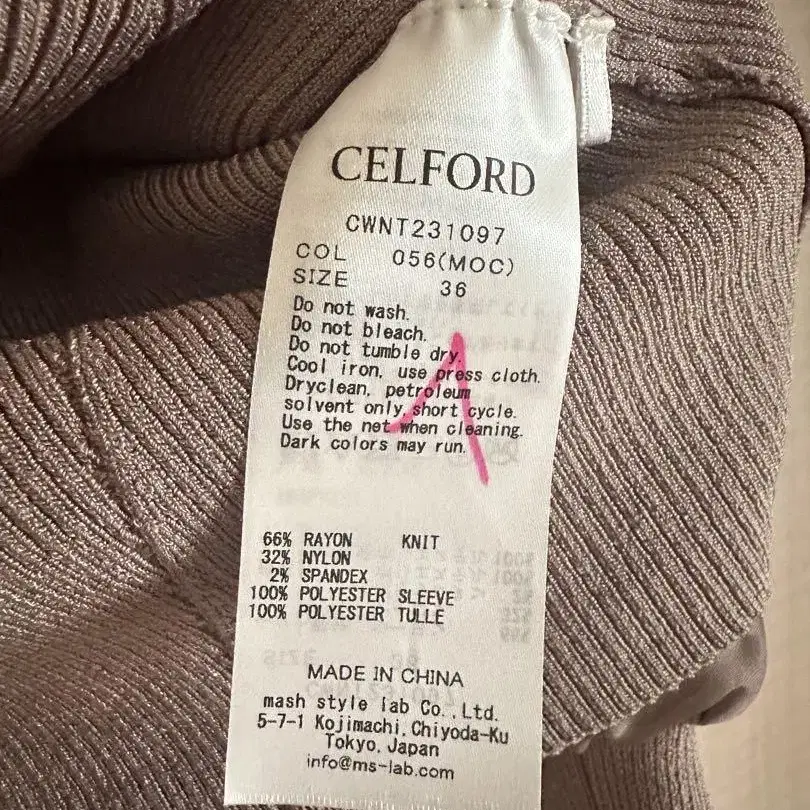 CELFORD
CWNT231097
COL 056(MOC)
SIZE 36
Do not wash.
Do not bleach.
Do not tumble dry.
Cool iron, use press cloth.
Dryclean, petroleum
solvent only, short cycle.
Use the net when cleaning.
Dark colors may run.
66% RAYON KNIT
32% NYLON
2% SPANDEX
100% POLYESTER SLEEVE
100% POLYESTER TULLE
MADE IN CHINA
mash style lab Co.,Ltd.
5-7-1 Kojimachi, Chiyoda-Ku
Tokyo, Japan
info@ms-lab.com